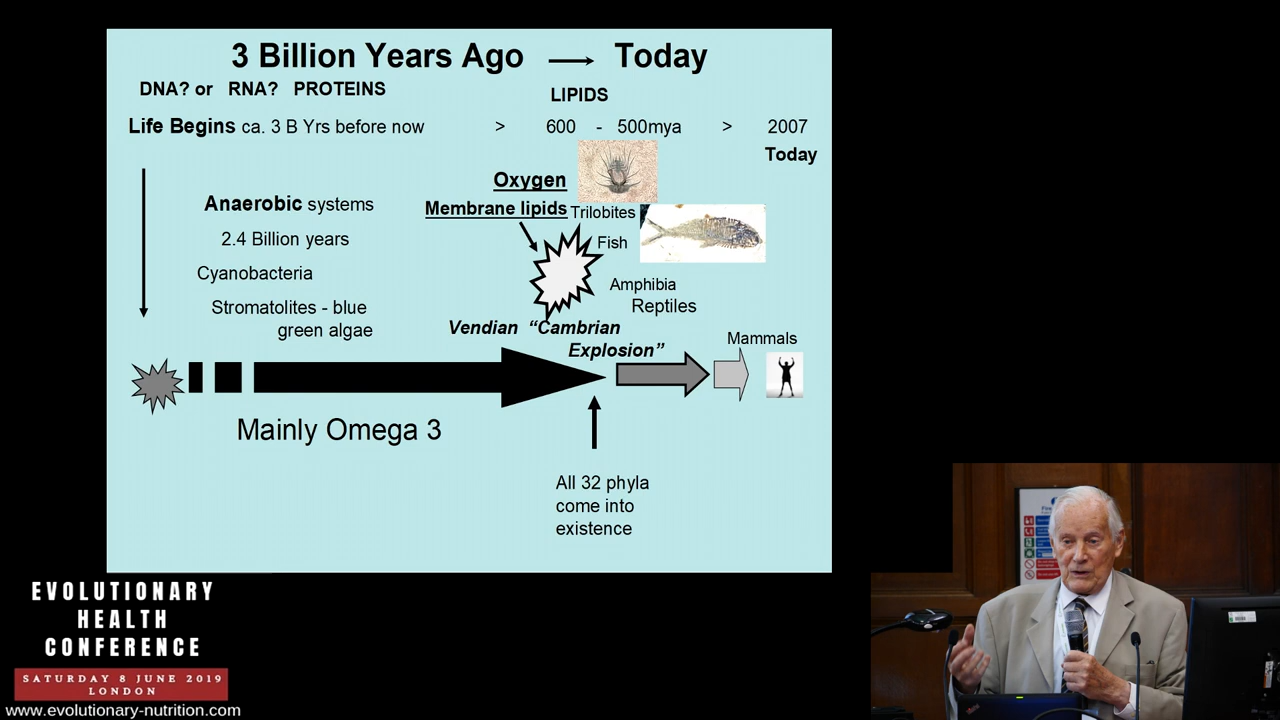 3 Billion Years Ago → Today
DNA? or RNA? PROTEINS
LIPIDS
Life Begins ca. 3 B Yrs before now > 600 - 500mya > 2007
Today
Oxygen
Anaerobic systems
Membrane lipids Trilobites
2.4 Billion years
Fish
Cyanobacteria
Amphibia
Stromatolites - blue
green algae
Reptiles
Vendian “Cambrian
Explosion”
Mammals
Mainly Omega 3
All 32 phyla
come into
existence
EVOLUTIONARY
HEALTH
CONFERENCE
SATURDAY 8 JUNE 2019
LONDON
www.evolutionary-nutrition.com